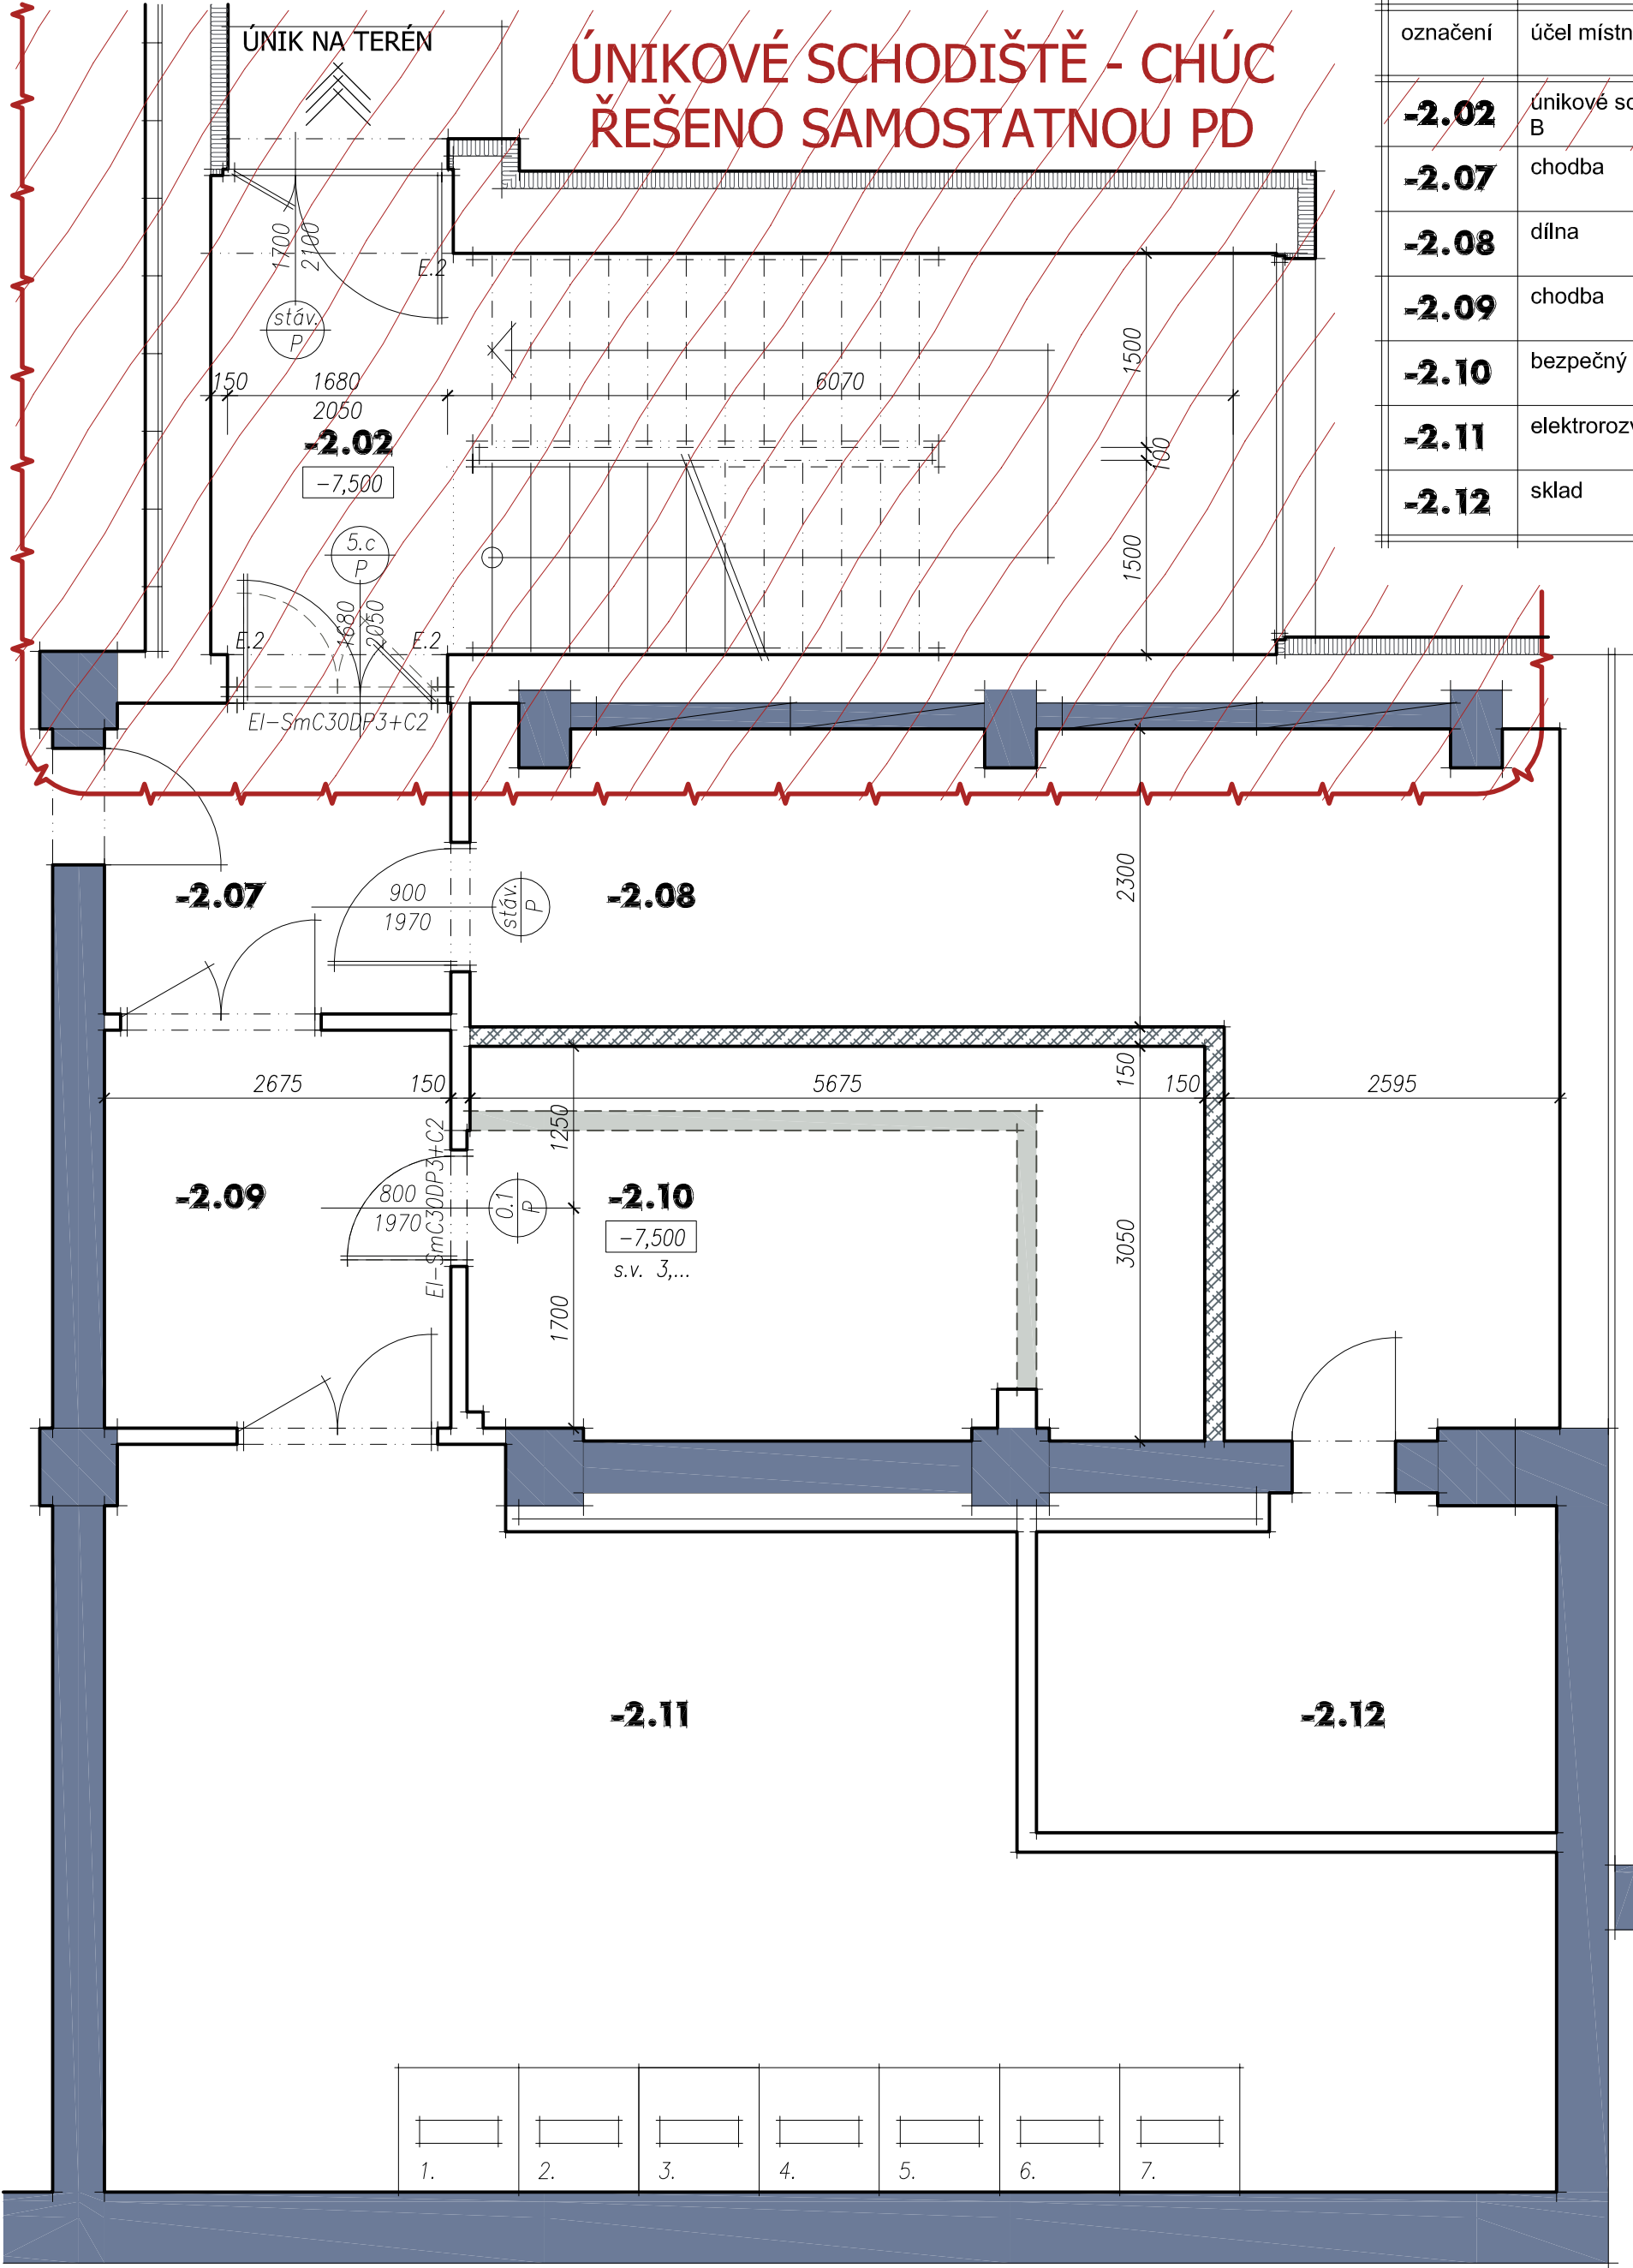 ÚNIK NA TERÉN
ÚNIKOVÉ SCHODIŠTĚ - CHÚC
ŘEŠENO SAMOSTATNOU PD
označení účel místn
-2.02 únikové sc
B
-2.07 chodba
-2.08 dílna
-2.09 chodba
-2.10 bezpečný
-2.11 elektrorozv
-2.12 sklad
1700
2100
E.2
stáv.
P
150 1680 6070
2050
1500
100
1500
-2.02
-7,500
5.c
P
1680
2050
E.2 E.2
EI-SmC30DP3+C2
-2.07
900
1970
stáv.
P
-2.08
2300
2675 150 5675 150 150 2595
1250
EI-SmC30DP3+C2
-2.09
800
1970
0.1
P
-2.10
-7,500
s.v. 3,...
3050
1700
-2.11
-2.12
1. 2. 3. 4. 5. 6. 7.